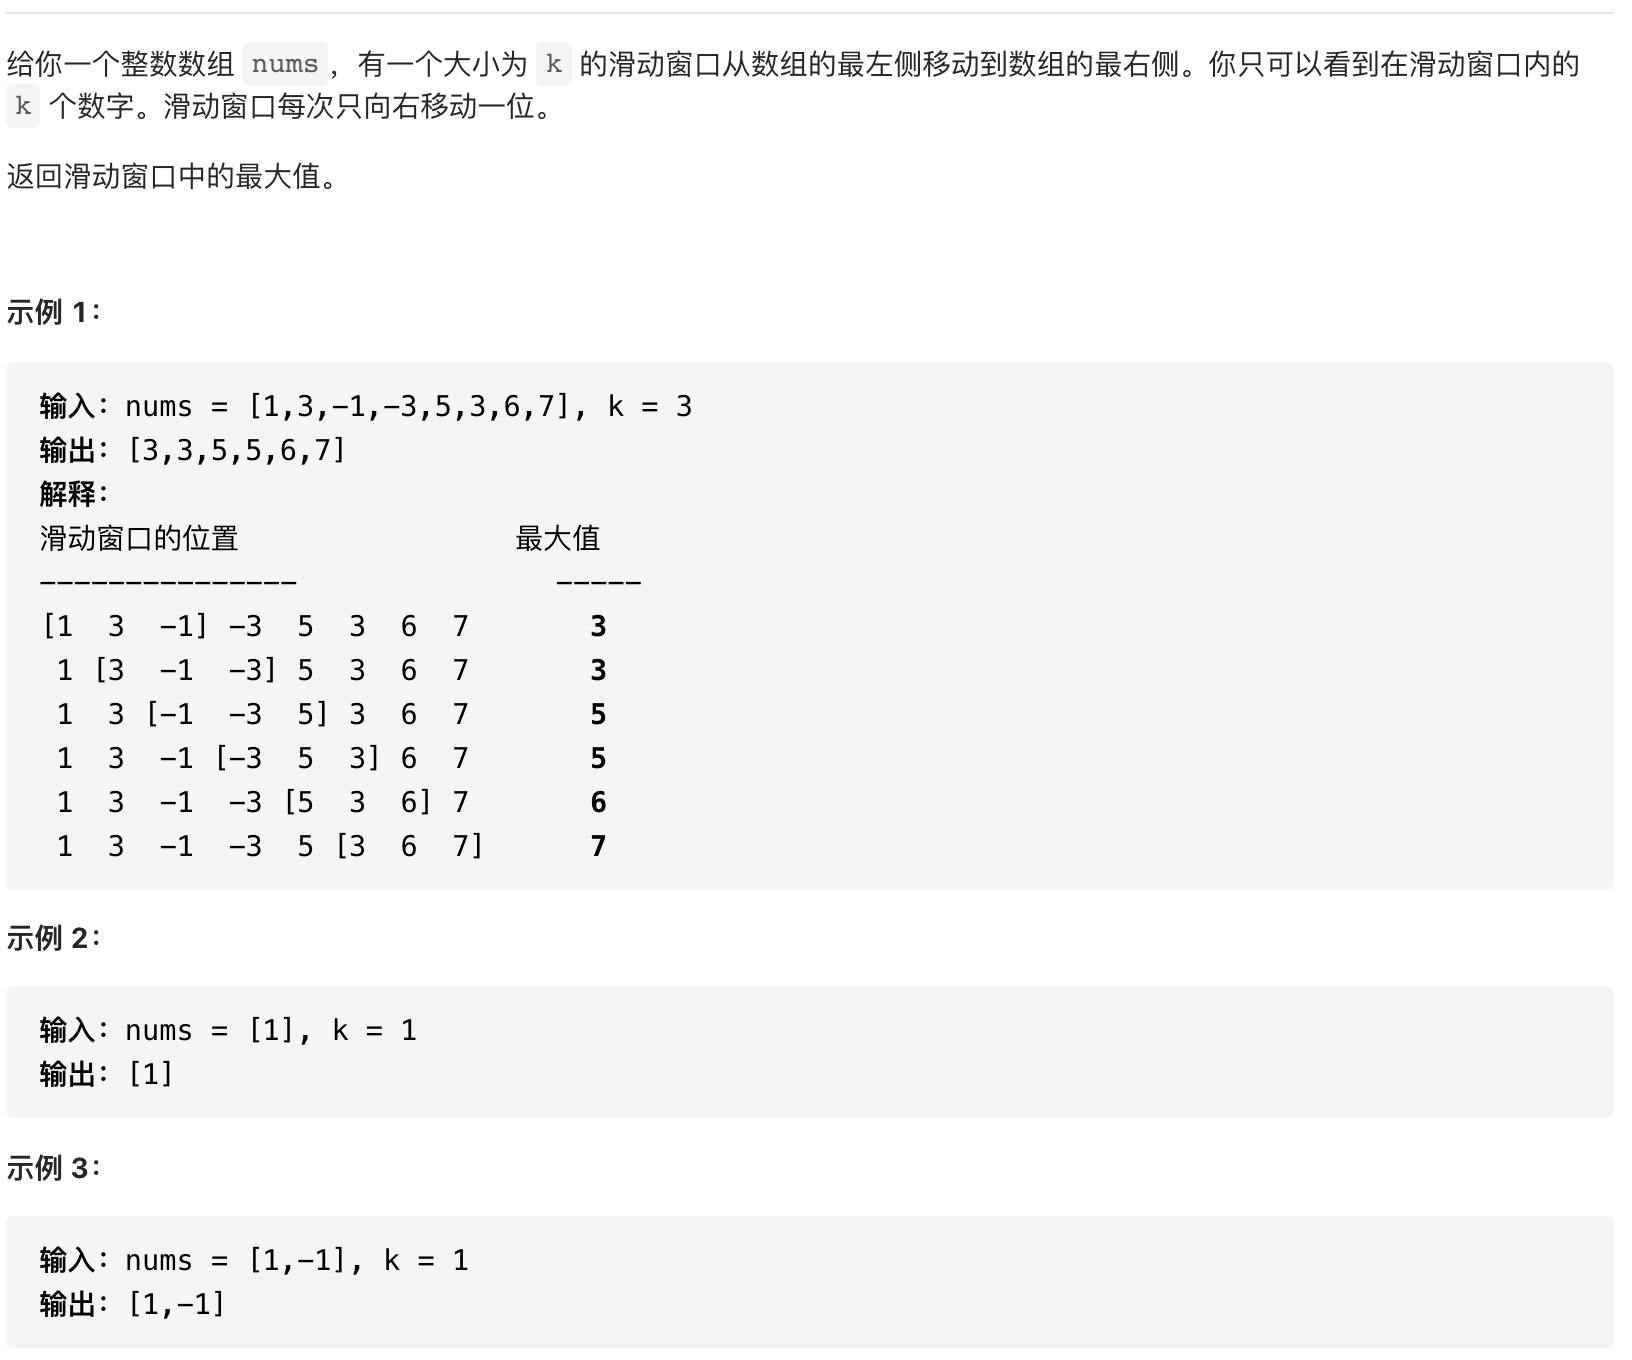 给你一个整数数组 nums，有一个大小为 k 的滑动窗口从数组的最左侧移动到数组的最右侧。你只可以看到在滑动窗口内的
k 个数字。滑动窗口每次只向右移动一位。
返回滑动窗口中的最大值。
示例 1：
输入：nums = [1,3,-1,-3,5,3,6,7], k = 3
输出：[3,3,5,5,6,7]
解释：
滑动窗口的位置                最大值
---------------               -----
[1  3  -1] -3  5  3  6  7       3
 1 [3  -1  -3] 5  3  6  7       3
 1  3 [-1  -3  5] 3  6  7       5
 1  3  -1 [-3  5  3] 6  7       5
 1  3  -1  -3 [5  3  6] 7       6
 1  3  -1  -3  5 [3  6  7]      7
示例 2：
输入：nums = [1], k = 1
输出：[1]
示例 3：
输入：nums = [1,-1], k = 1
输出：[1,-1]